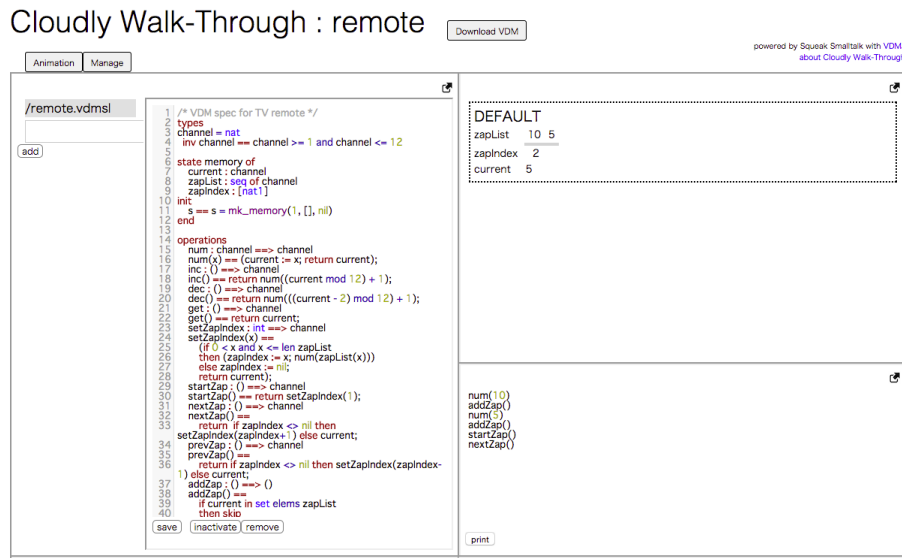 Cloudly Walk-Through : remote
Download VDM
powered by Squeak Smalltalk with VDM
about Cloudly Walk-Through
Animation Manage
/remote.vdmsl
add
1 /* VDM spec for TV remote */
2 types
3 channel = nat
4 inv channel == channel >= 1 and channel <= 12
5
6 state memory of
7 current : channel
8 zapList : seq of channel
9 zapIndex : [nat1]
10 init
11 s == s = mk_memory(1, [], nil)
12 end
13
14 operations
15 num : channel ==> channel
16 num(x) == (current := x; return current);
17 inc : () ==> channel
18 inc() == return num((current mod 12) + 1);
19 dec : () ==> channel
20 dec() == return num(((current - 2) mod 12) + 1);
21 get : () ==> channel
22 get() == return current;
23 setZapIndex : int ==> channel
24 setZapIndex(x) ==
25 (if 0 < x and x <= len zapList
26 then (zapIndex := x; num(zapList(x)))
27 else zapIndex := nil;
28 return current);
29 startZap : () ==> channel
30 startZap() == return setZapIndex(1);
31 nextZap : () ==> channel
32 nextZap() ==
33 return if zapIndex <> nil then
setZapIndex(zapIndex+1) else current;
34 prevZap : () ==> channel
35 prevZap() ==
36 return if zapIndex <> nil then setZapIndex(zapIndex-
1) else current;
37 addZap : () ==> ()
38 addZap() ==
39 if current in set elems zapList
40 then skip
save inactivate remove
DEFAULT
zapList 10 5
zapIndex 2
current 5
num(10)
addZap()
num(5)
addZap()
startZap()
nextZap()
print